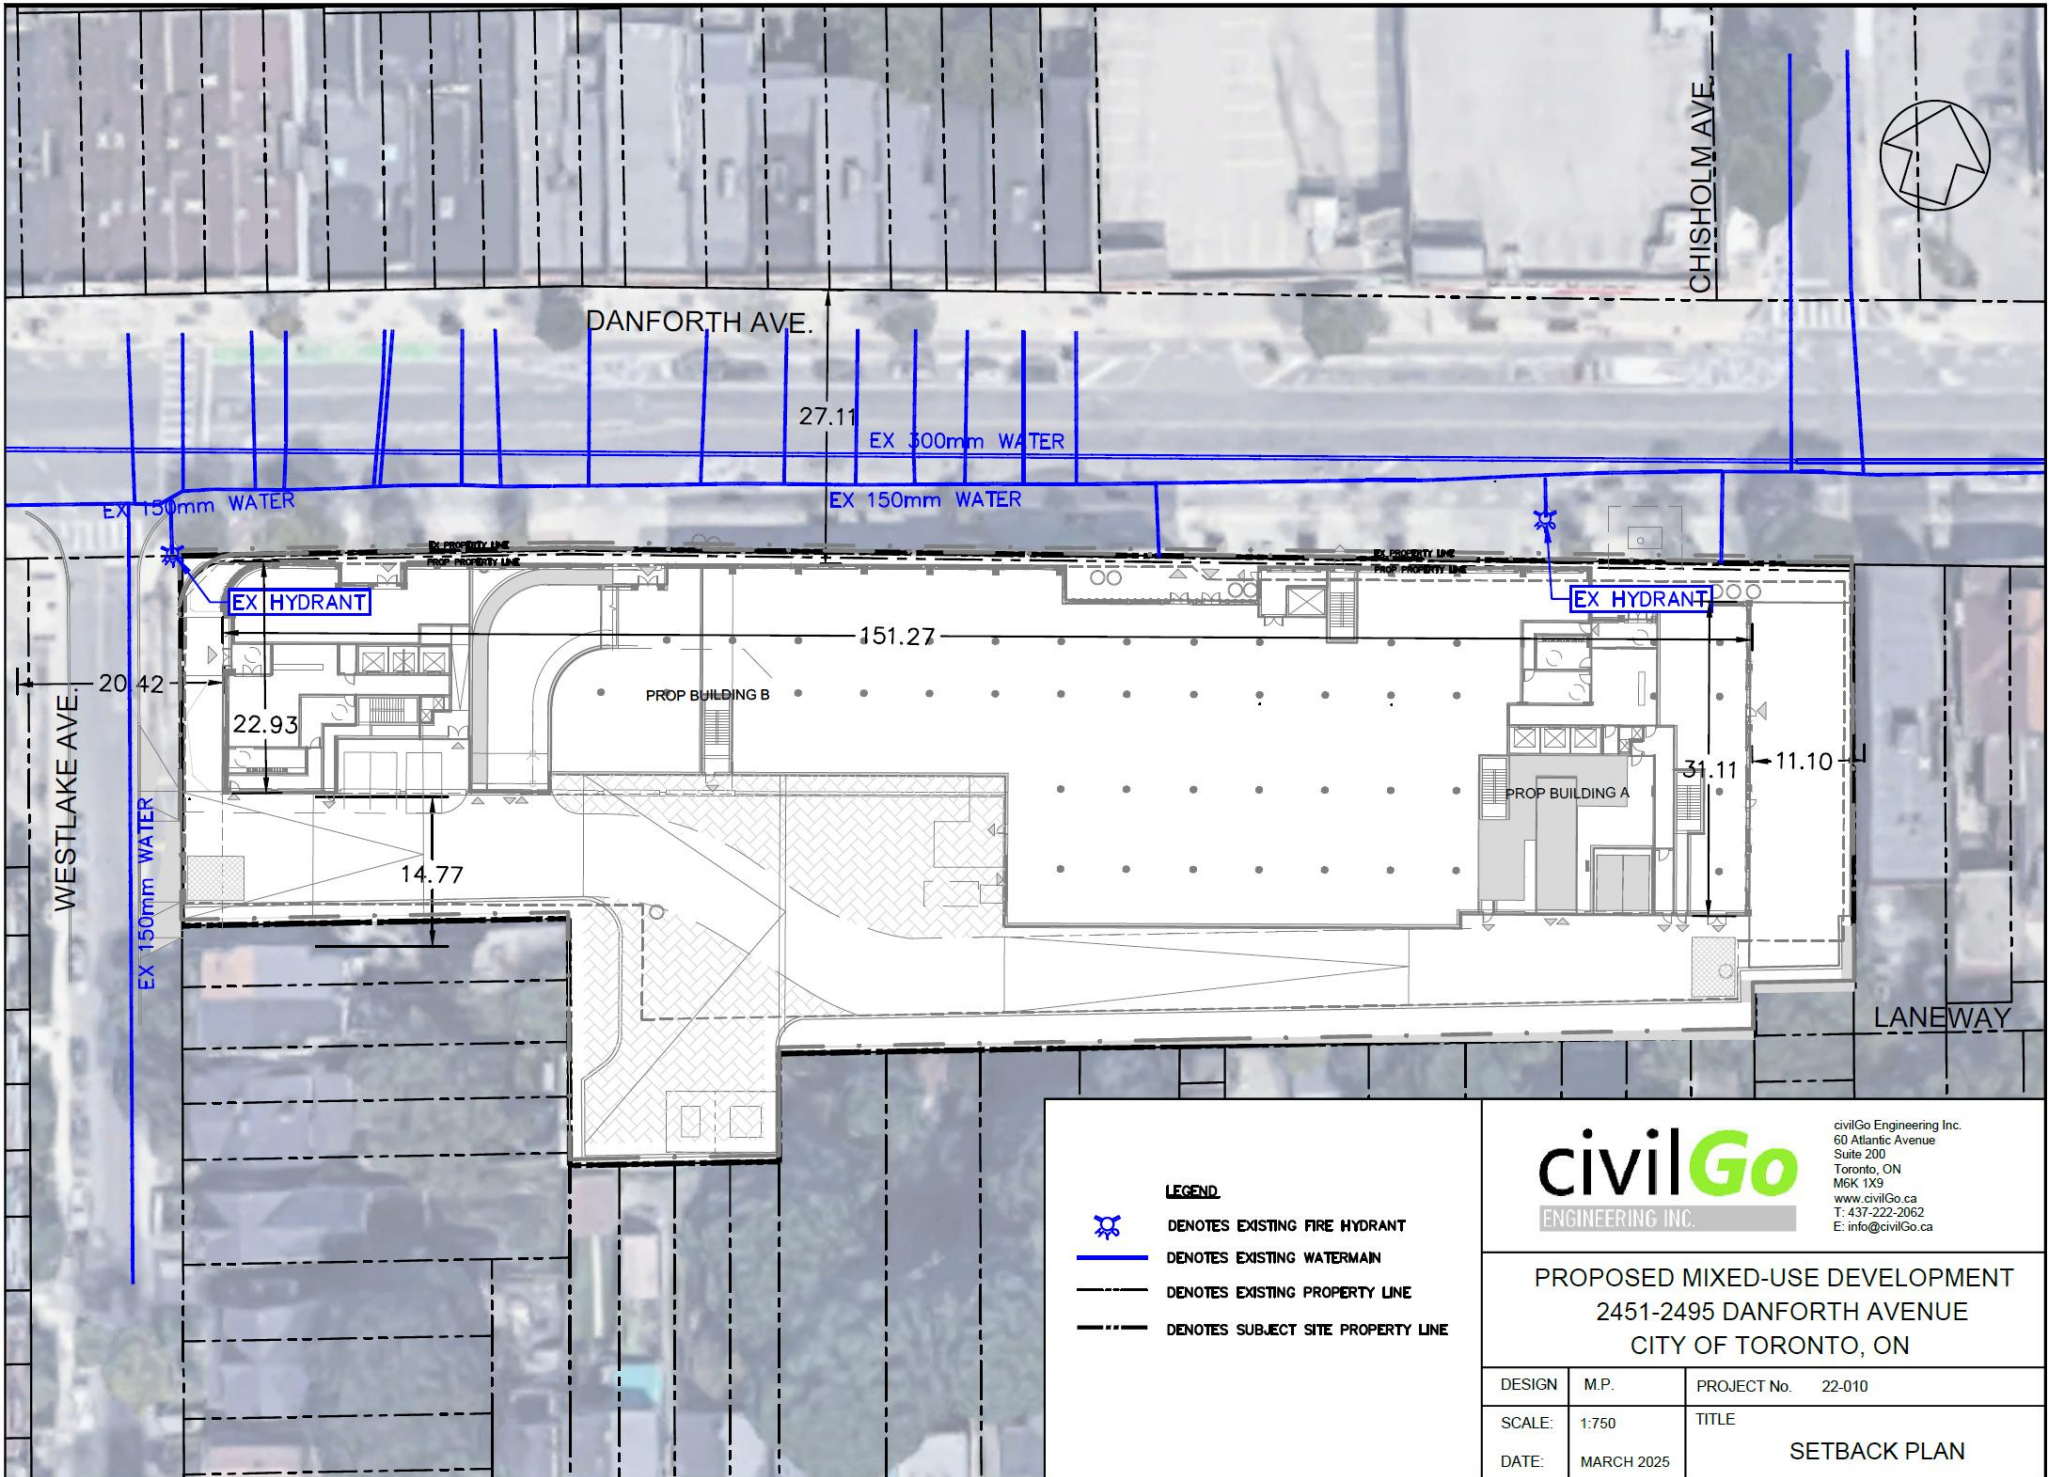 CHISHOLM AVE.
DANFORTH AVE.
27.11
EX 300mm WATER
EX 150mm WATER
EX 150mm WATER
EX PROPERTY LINE
PROP PROPERTY LINE
EX PROPERTY LINE
PROP PROPERTY LINE
EX HYDRANT
EX HYDRANT
151.27
20.42
PROP BUILDING B
22.93
WESTLAKE AVE.
31.11
11.10
PROP BUILDING A
EX 150mm WATER
14.77
LANEWAY
LEGEND
DENOTES EXISTING FIRE HYDRANT
DENOTES EXISTING WATERMAIN
DENOTES EXISTING PROPERTY LINE
DENOTES SUBJECT SITE PROPERTY LINE
civilGo
ENGINEERING INC.
civilGo Engineering Inc.
60 Atlantic Avenue
Suite 200
Toronto, ON
M6K 1X9
www.civilGo.ca
T: 437-222-2062
E: info@civilGo.ca
PROPOSED MIXED-USE DEVELOPMENT
2451-2495 DANFORTH AVENUE
CITY OF TORONTO, ON
DESIGN M.P. PROJECT No. 22-010
SCALE: 1:750 TITLE
DATE: MARCH 2025 SETBACK PLAN